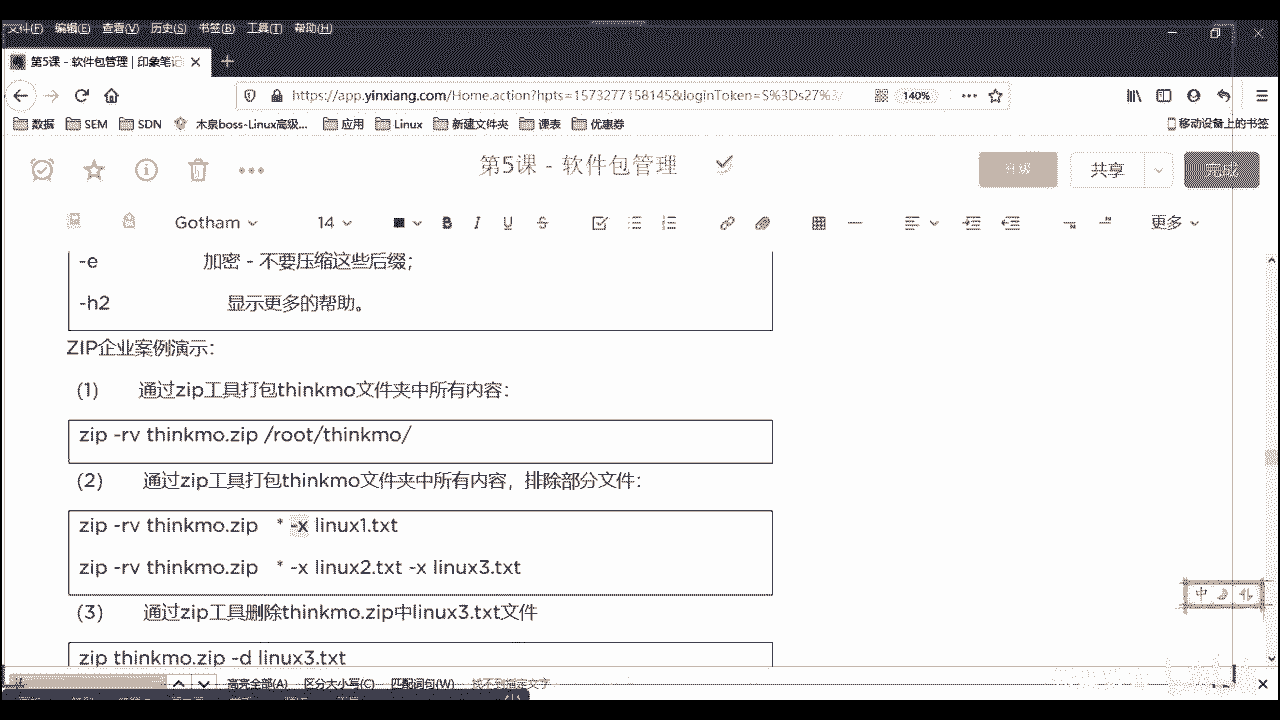 文件(F) 编辑(E) 查看(V) 历史(S) 书签(B) 工具(T) 帮助(H)
第5课 - 软件包管理 | 印象笔记
https://app.yinxiang.com/Home.action?hpts=1573277158145&loginToken=S%3Ds27%3/
140%
数据 SEM SDN 木泉boss-Linux高级... 应用 Linux 新建文件夹 课表 优惠券 移动设备上的书签
第5课 - 软件包管理
共享 完成
Gotham 14 B I U S 更多
-e 加密 - 不要压缩这些后缀;
-h2 显示更多的帮助。
ZIP企业案例演示:
(1) 通过zip工具打包thinkmo文件夹中所有内容:
zip -rv thinkmo.zip /root/thinkmo/
(2) 通过zip工具打包thinkmo文件夹中所有内容，排除部分文件:
zip -rv thinkmo.zip * -x linux1.txt
zip -rv thinkmo.zip * -x linux2.txt -x linux3.txt
中
(3) 通过zip工具删除thinkmo.zip中linux3.txt文件
zip thinkmo.zip -d linux3.txt
高亮全部(A) 区分大小写(C) 匹配词句(W) 找不到指定文字